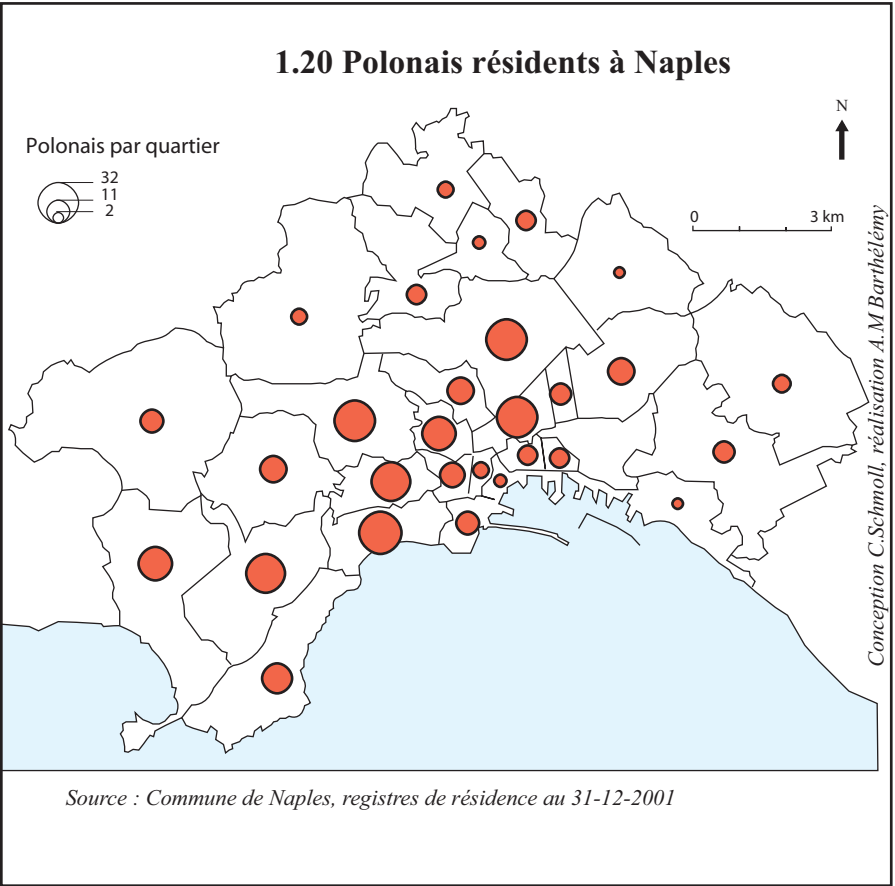 1.20 Polonais résidents à Naples
Polonais par quartier
32
11
2
N
0 3 km
Conception C.Schmoll, réalisation A.M Barthélémy
Source : Commune de Naples, registres de résidence au 31-12-2001